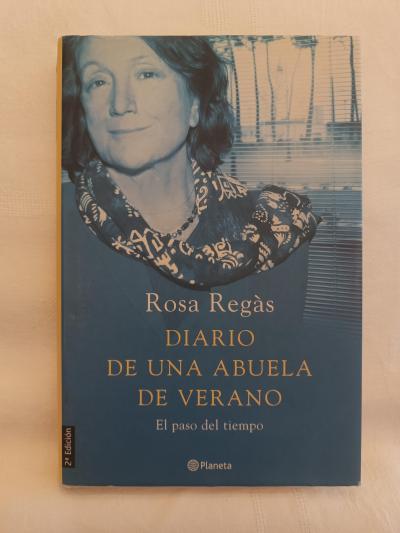 Rosa Regàs
DIARIO
DE UNA ABUELA
DE VERANO
El paso del tiempo
2ª Edición
Planeta